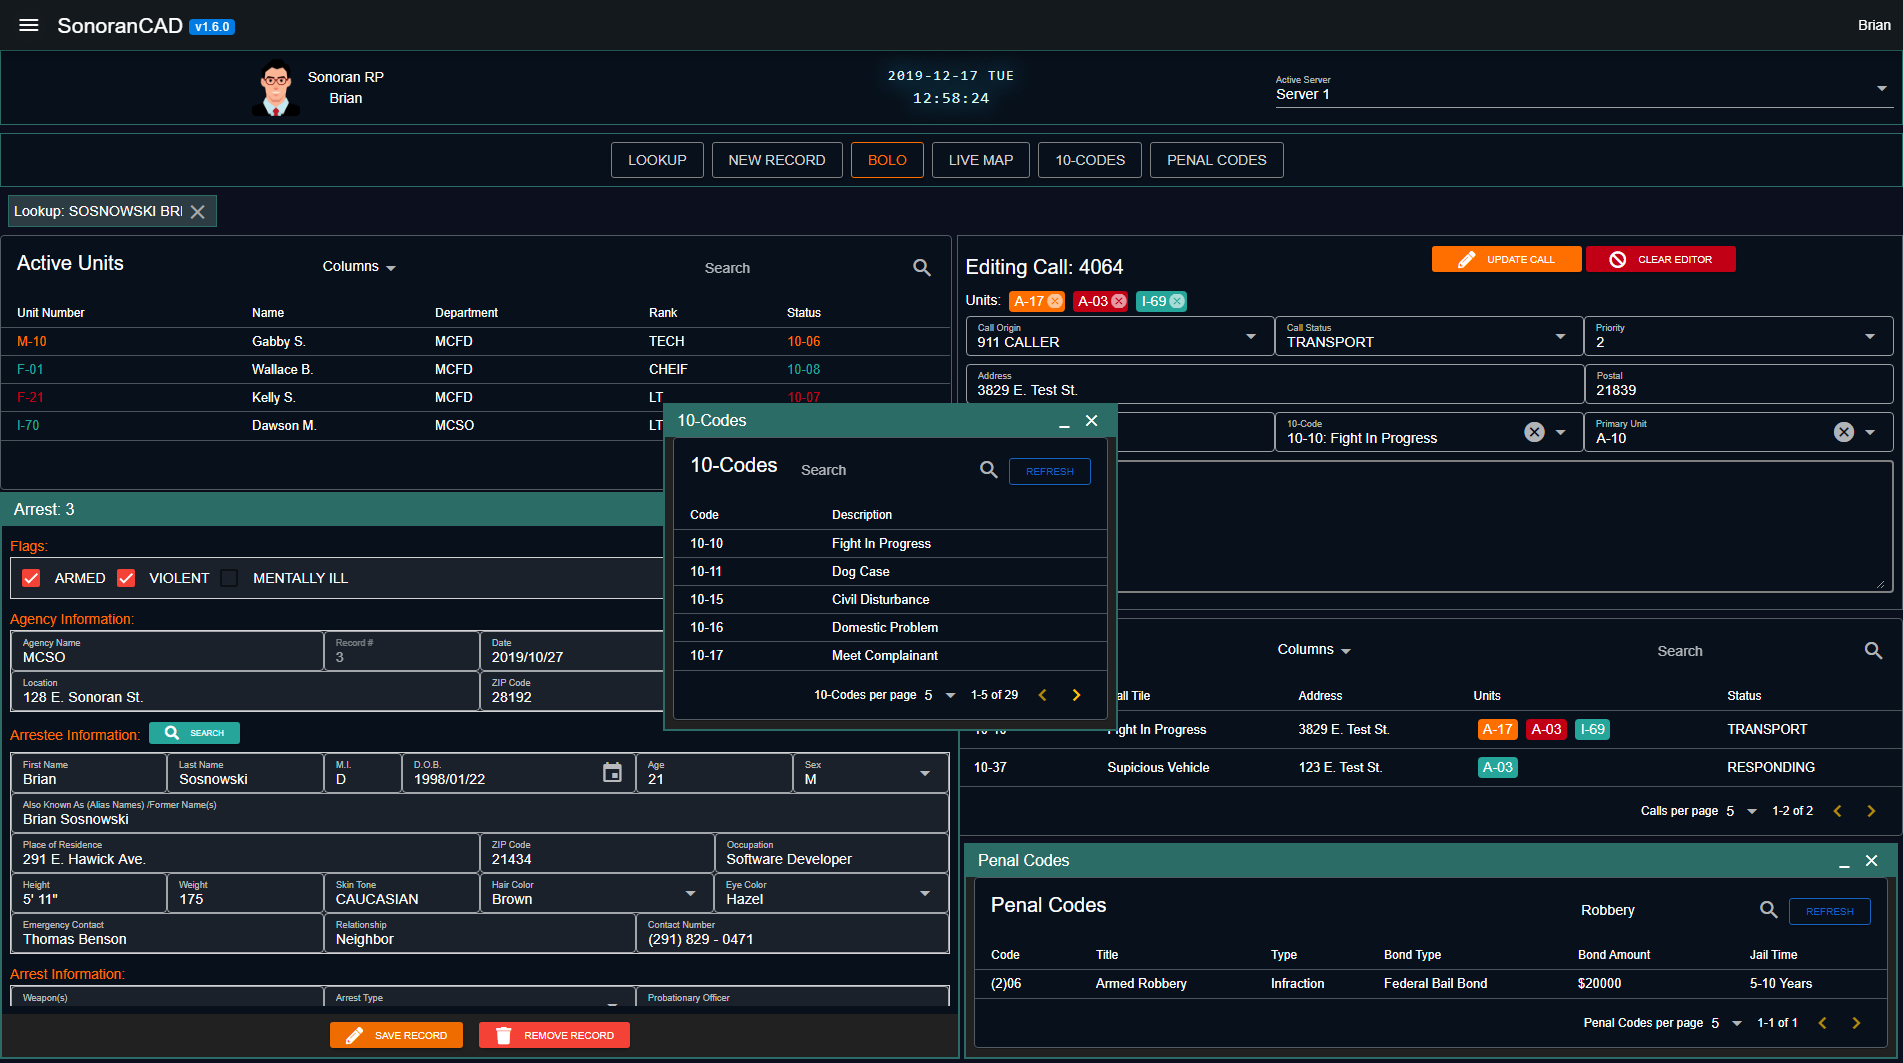 SonoranCAD v1.6.0
Brian
Sonoran RP
Brian
2019-12-17 TUE
12:58:24
Active Server
Server 1
LOOKUP NEW RECORD BOLO LIVE MAP 10-CODES PENAL CODES
Lookup: SOSNOWSKI BRI
Active Units Columns Search
Unit Number Name Department Rank Status
M-10 Gabby S. MCFD TECH 10-06
F-01 Wallace B. MCFD CHEIF 10-08
F-21 Kelly S. MCFD LT 10-07
I-70 Dawson M. MCSO LT
Editing Call: 4064 UPDATE CALL CLEAR EDITOR
Units: A-17 A-03 I-69
Call Origin Call Status Priority
911 CALLER TRANSPORT 2
Address Postal
3829 E. Test St. 21839
10-Code Primary Unit
10-10: Fight In Progress A-10
10-Codes
10-Codes Search REFRESH
Code Description
10-10 Fight In Progress
10-11 Dog Case
10-15 Civil Disturbance
10-16 Domestic Problem
10-17 Meet Complainant
10-Codes per page 5 1-5 of 29
Arrest: 3
Flags:
ARMED VIOLENT MENTALLY ILL
Agency Information:
Agency Name Record # Date
MCSO 3 2019/10/27
Location ZIP Code
128 E. Sonoran St. 28192
Arrestee Information: SEARCH
First Name Last Name M.I. D.O.B. Age Sex
Brian Sosnowski D 1998/01/22 21 M
Also Known As (Alias Names) /Former Name(s)
Brian Sosnowski
Place of Residence ZIP Code Occupation
291 E. Hawick Ave. 21434 Software Developer
Height Weight Skin Tone Hair Color Eye Color
5' 11" 175 CAUCASIAN Brown Hazel
Emergency Contact Relationship Contact Number
Thomas Benson Neighbor (291) 829 - 0471
Arrest Information:
Weapon(s) Arrest Type Probationary Officer
SAVE RECORD REMOVE RECORD
Columns Search
all Tile Address Units Status
Fight In Progress 3829 E. Test St. A-17 A-03 I-69 TRANSPORT
10-37 Supicious Vehicle 123 E. Test St. A-03 RESPONDING
Calls per page 5 1-2 of 2
Penal Codes
Penal Codes Robbery REFRESH
Code Title Type Bond Type Bond Amount Jail Time
(2)06 Armed Robbery Infraction Federal Bail Bond $20000 5-10 Years
Penal Codes per page 5 1-1 of 1